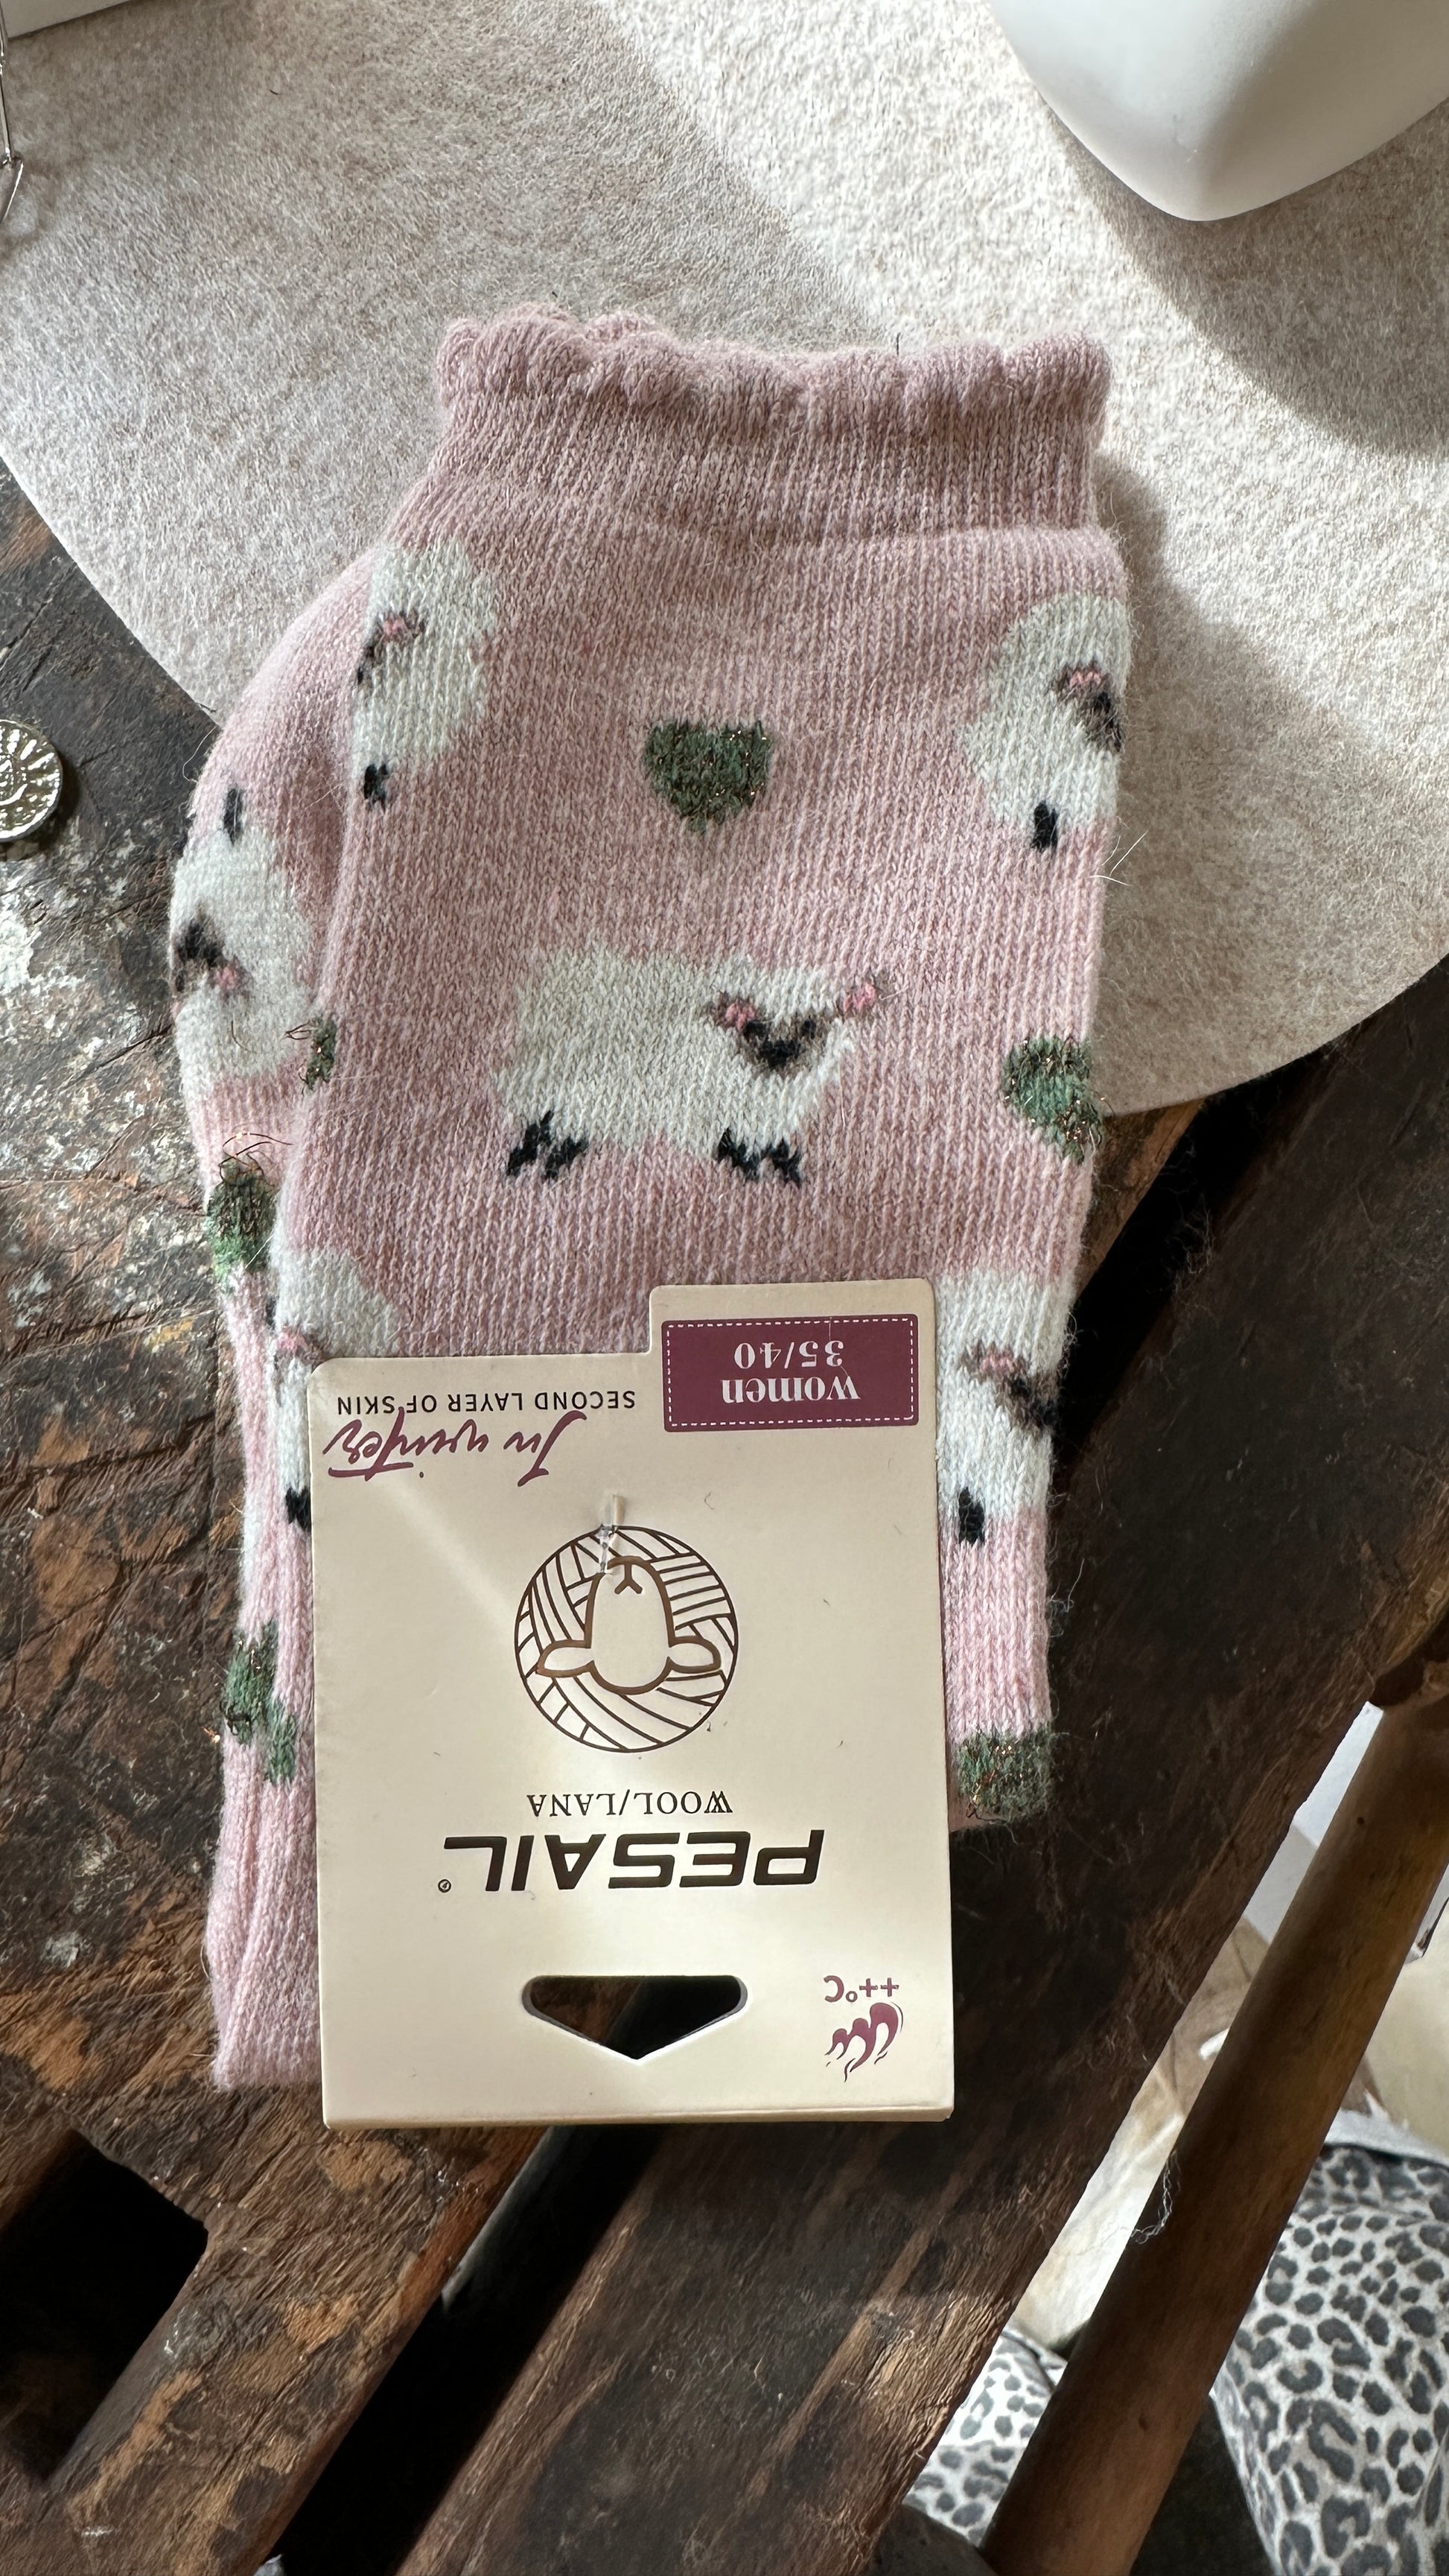 ++°C
PESAIL®
WOOL/LANA
In winter
SECOND LAYER OF SKIN
women
35/40